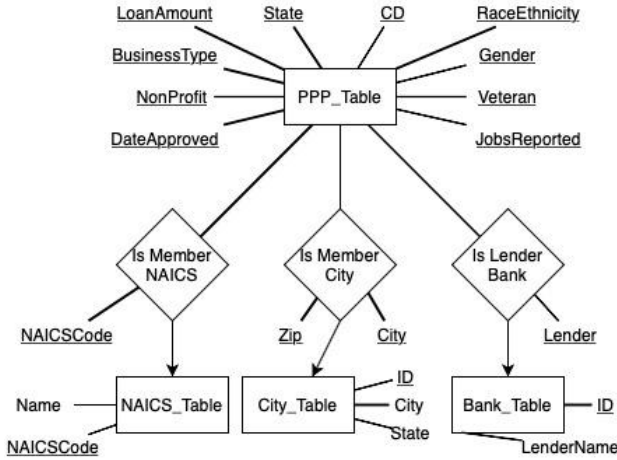 LoanAmount
State
CD
RaceEthnicity
BusinessType
Gender
PPP_Table
NonProfit
Veteran
DateApproved
JobsReported
Is Member
NAICS
Is Member
City
Is Lender
Bank
NAICSCode
Zip
City
Lender
Name
NAICS_Table
NAICSCode
City_Table
ID
City
State
Bank_Table
ID
LenderName